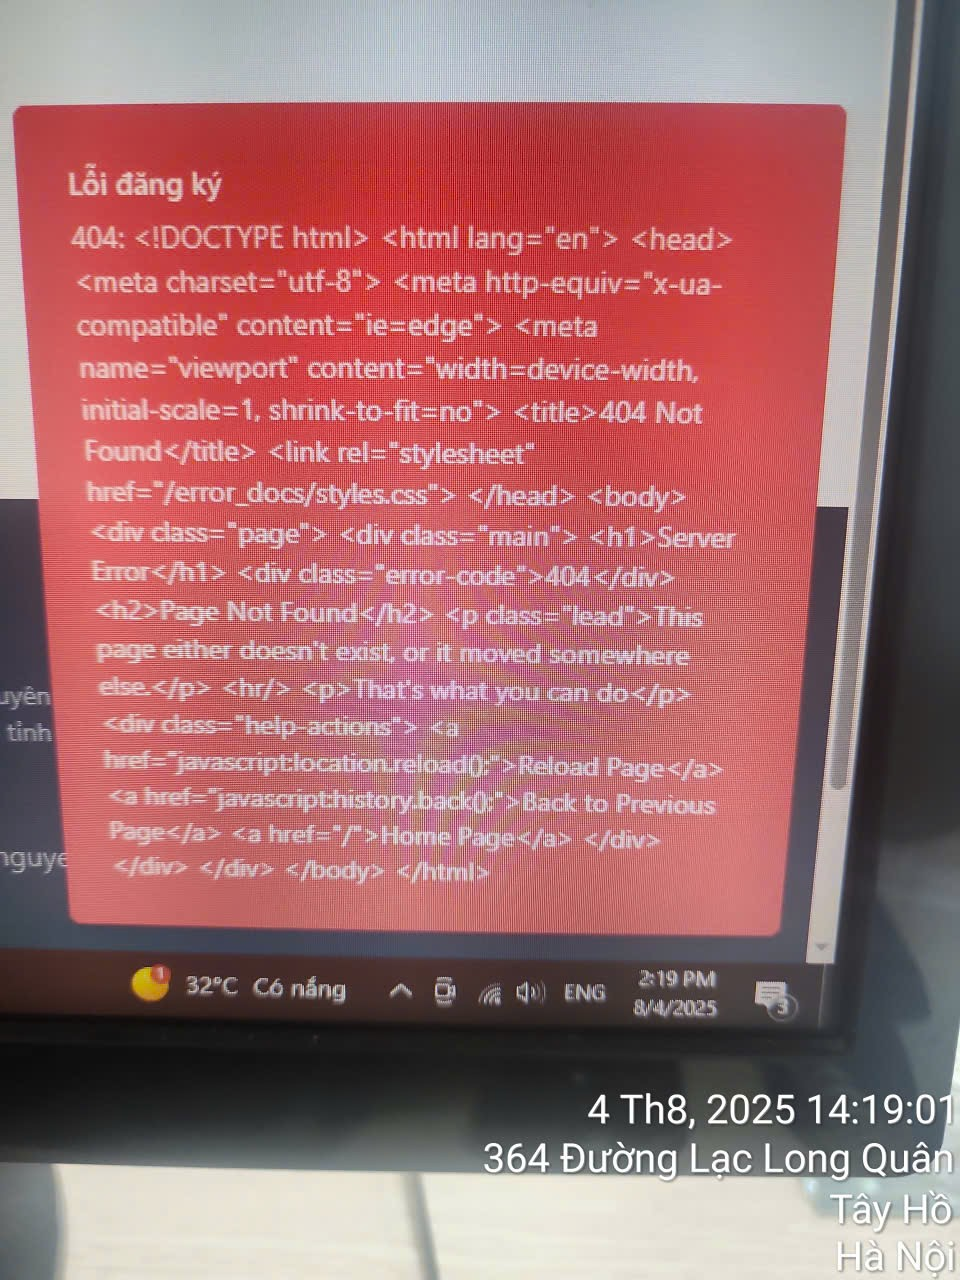 Lỗi đăng ký
404: <!DOCTYPE html> <html lang="en"> <head>
<meta charset="utf-8"> <meta http-equiv="x-ua-
compatible" content="ie=edge"> <meta
name="viewport" content="width=device-width,
initial-scale=1, shrink-to-fit=no"> <title>404 Not
Found</title> <link rel="stylesheet"
href="/error_docs/styles.css"> </head> <body>
<div class="page"> <div class="main"> <h1>Server
Error</h1> <div class="error-code">404</div>
<h2>Page Not Found</h2> <p class="lead">This
page either doesn't exist, or it moved somewhere
else.</p> <hr/> <p>That's what you can do</p>
<div class="help-actions"> <a
href="javascript:location.reload();">Reload Page</a>
<a href="javascript:history.back();">Back to Previous
Page</a> <a href="/">Home Page</a> </div>
</div> </div> </body> </html>
uyên
tỉnh
nguye
1 32°C Có nắng ENG 2:19 PM
8/4/2025 3
4 Th8, 2025 14:19:01
364 Đường Lạc Long Quân
Tây Hồ
Hà Nội